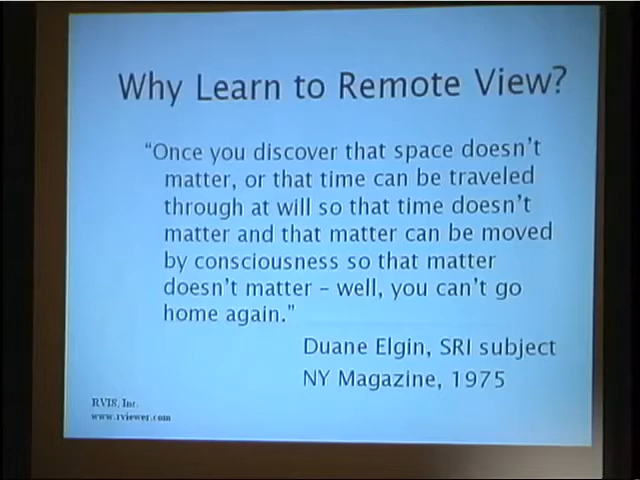 Why Learn to Remote View?
“Once you discover that space doesn’t
matter, or that time can be traveled
through at will so that time doesn’t
matter and that matter can be moved
by consciousness so that matter
doesn’t matter – well, you can’t go
home again.”
Duane Elgin, SRI subject
NY Magazine, 1975
RVIS, Inc.
www.rviewer.com